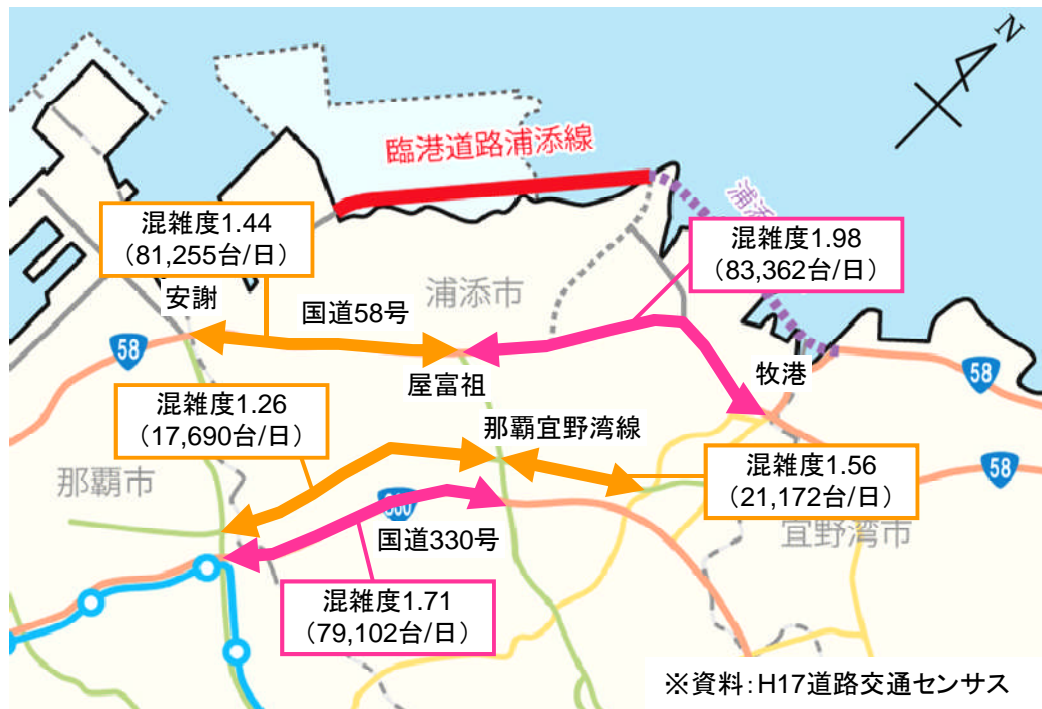 N
臨港道路浦添線
浦添
混雑度1.44
（81,255台/日）
混雑度1.98
（83,362台/日）
浦添市
安謝
国道58号
58
屋富祖
牧港
58
混雑度1.26
（17,690台/日）
那覇宜野湾線
混雑度1.56
（21,172台/日）
58
那覇市
宜野湾市
国道330号
混雑度1.71
（79,102台/日）
※資料：H17道路交通センサス